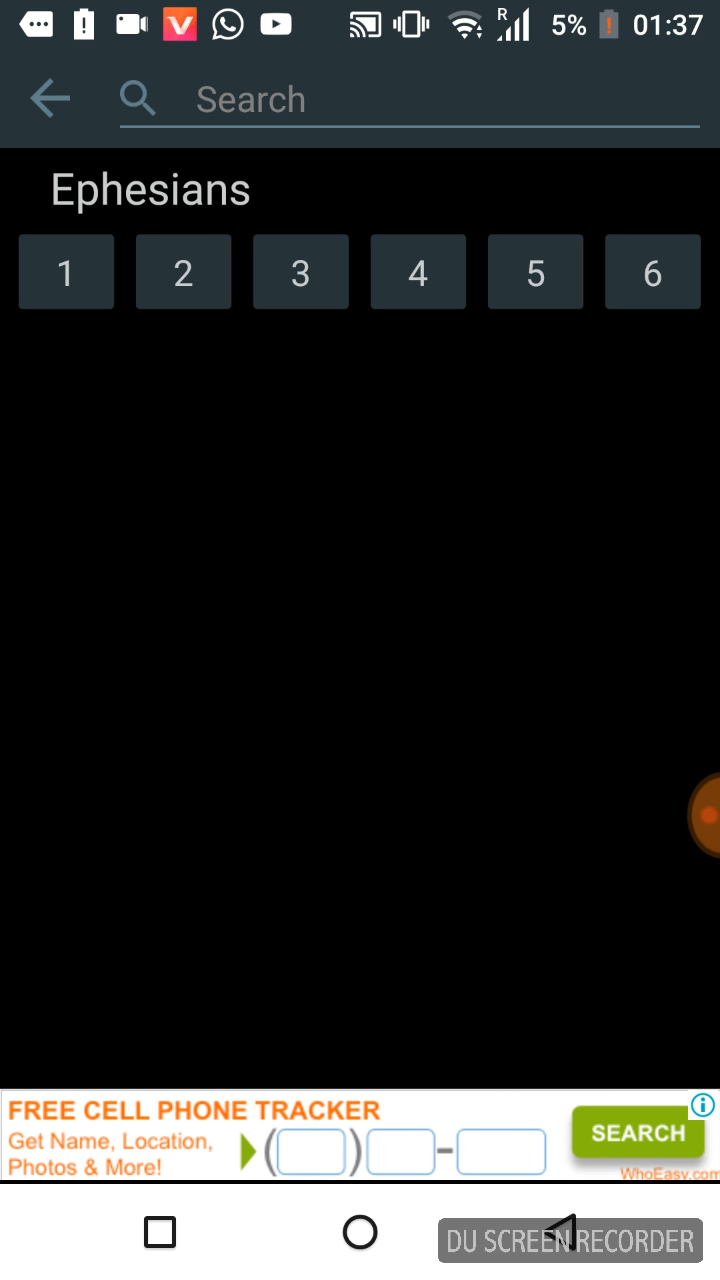 R 5% 01:37
Search
Ephesians
1 2 3 4 5 6
FREE CELL PHONE TRACKER
Get Name, Location,
Photos & More!
( ) -
SEARCH
WhoEasy.com
DU SCREEN RECORDER